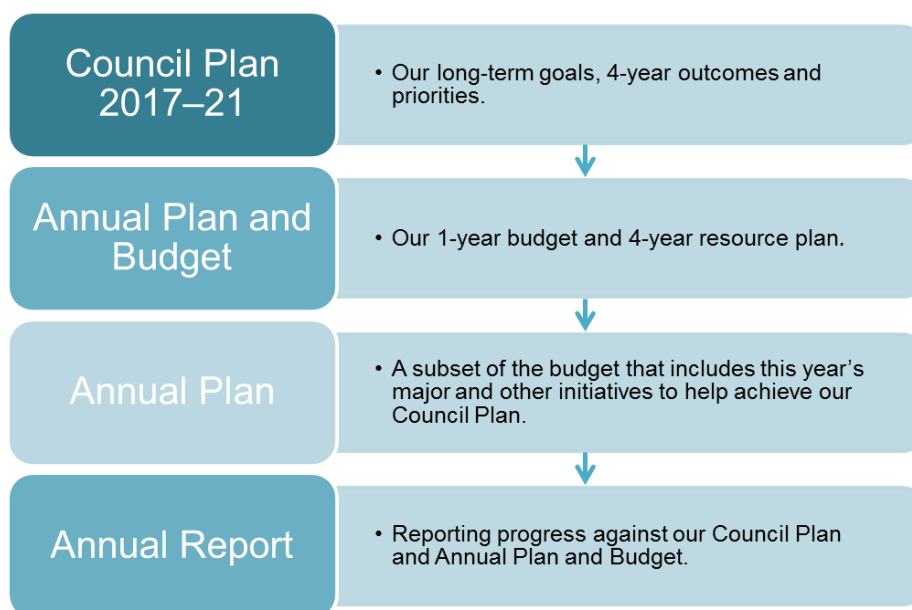 Council Plan
2017–21
• Our long-term goals, 4-year outcomes and
priorities.
Annual Plan and
Budget
• Our 1-year budget and 4-year resource plan.
Annual Plan
• A subset of the budget that includes this year’s
major and other initiatives to help achieve our
Council Plan.
Annual Report
• Reporting progress against our Council Plan
and Annual Plan and Budget.